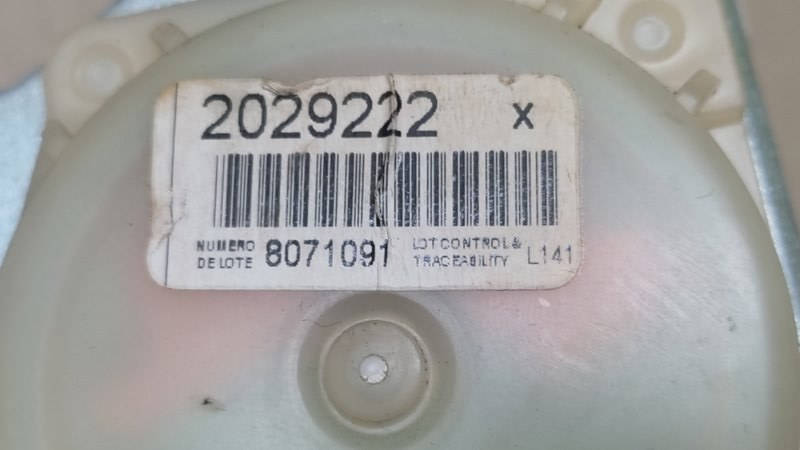 2029222 X
NUMERO DE LOTE 8071091 LOT CONTROL & TRACEABILITY L141